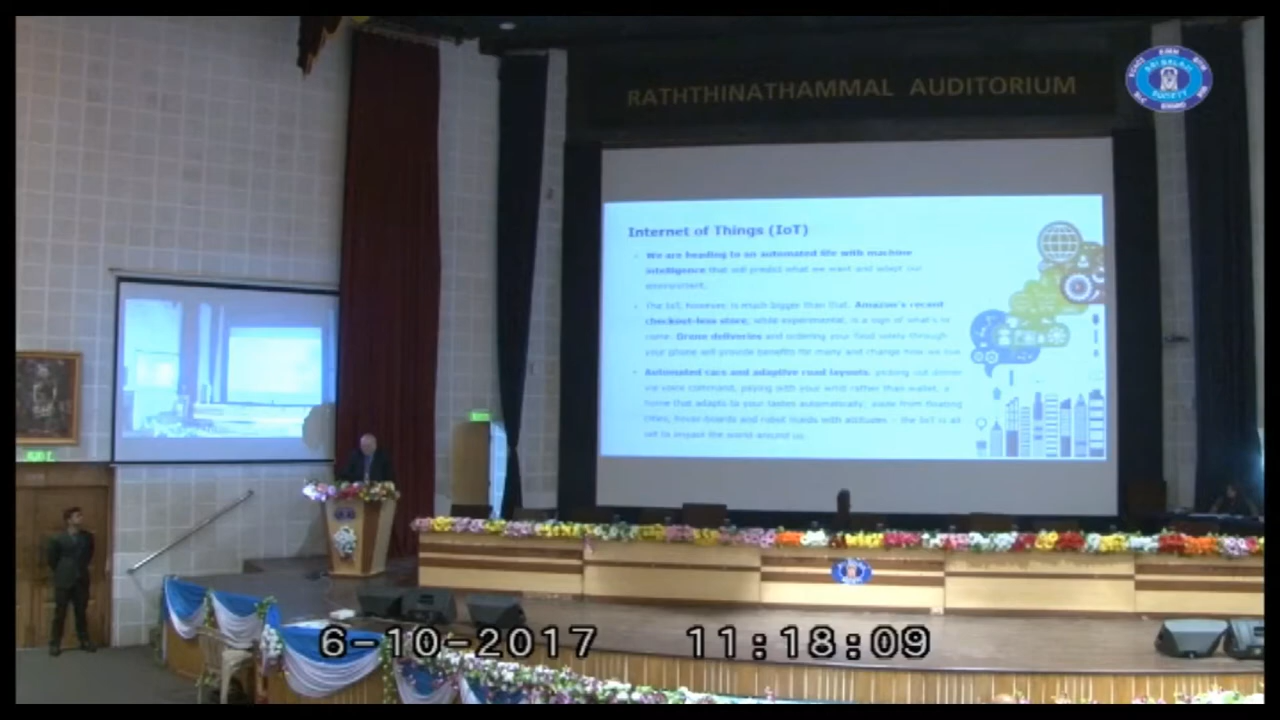 RATHTHINATHAMMAL AUDITORIUM
SRI BALAJI
SOCIETY
Internet of Things (IoT)
We are heading to an automated life with machine
intelligence that will predict what we want and adapt our
environment.
The IoT, however, is much bigger than that. Amazon's recent
checkout-less store, while experimental, is a sign of what's to
come. Drone deliveries and ordering your food solely through
your phone will provide benefits for many and change how we live.
Automated cars and adaptive road layouts, picking out dinner
via voice command, paying with your wrist rather than wallet, a
home that adapts to your tastes automatically; aside from floating
cities, hover boards and robot maids with attitudes – the IoT is all
set to impact the world around us.
6-10-2017 11:18:09